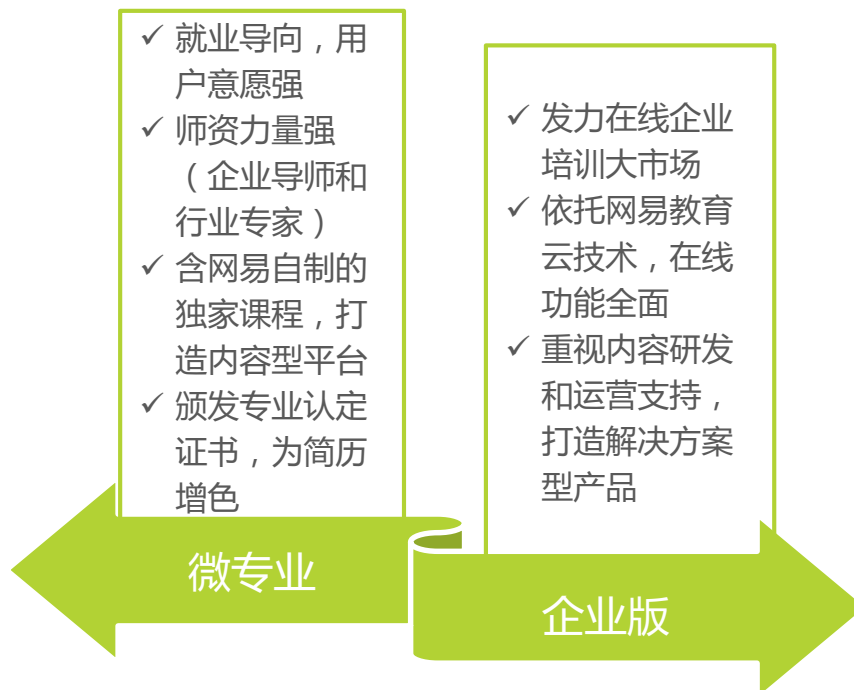 ✓ 就业导向，用
户意愿强
✓ 师资力量强
（企业导师和
行业专家）
✓ 含网易自制的
独家课程，打
造内容型平台
✓ 颁发专业认定
证书，为简历
增色
微专业
✓ 发力在线企业
培训大市场
✓ 依托网易教育
云技术，在线
功能全面
✓ 重视内容研发
和运营支持，
打造解决方案
型产品
企业版